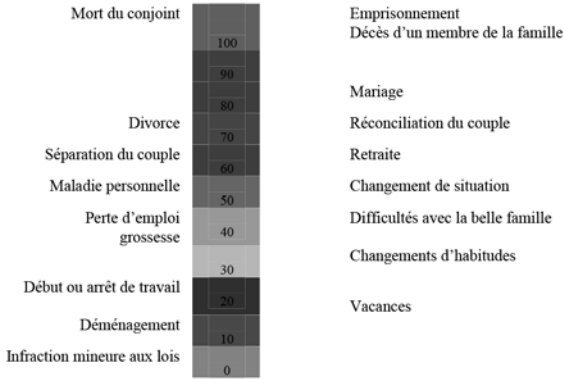 Mort du conjoint
Emprisonnement
Décès d’un membre de la famille
100
90
Mariage
80
Divorce
70
Réconciliation du couple
Séparation du couple
60
Retraite
Maladie personnelle
50
Changement de situation
Perte d’emploi
grossesse
40
Difficultés avec la belle famille
30
Changements d’habitudes
Début ou arrêt de travail
20
Vacances
Déménagement
10
Infraction mineure aux lois
0